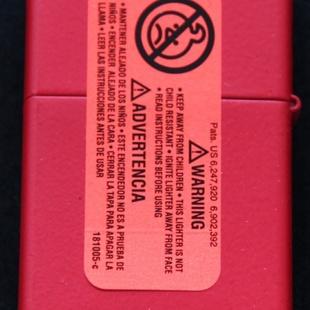 Pats. US 6,247,920 6,902,392
WARNING
• KEEP AWAY FROM CHILDREN • THIS LIGHTER IS NOT
CHILD RESISTANT • IGNITE LIGHTER AWAY FROM FACE
• READ INSTRUCTIONS BEFORE USING
ADVERTENCIA
• MANTENER ALEJADO DE LOS NIÑOS • ESTE ENCENDEDOR NO ES A PRUEBA DE
NIÑOS • ENCENDER ALEJADO DE LA CARA • CERRAR LA TAPA PARA APAGAR LA
LLAMA • LEER LAS INSTRUCCIONES ANTES DE USAR
181005-c